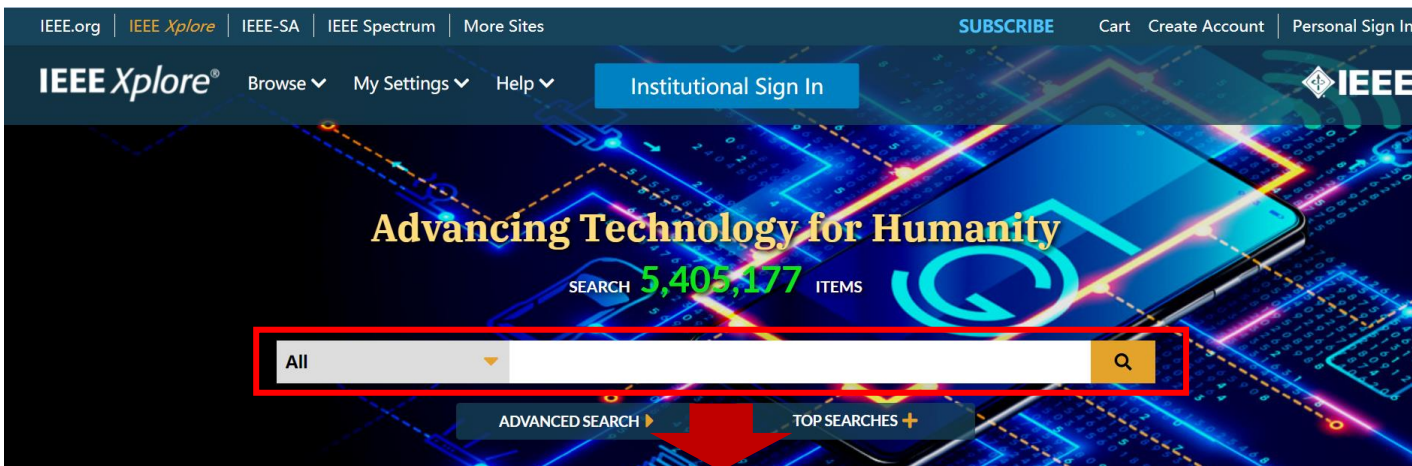 IEEE.org | IEEE Xplore | IEEE-SA | IEEE Spectrum | More Sites SUBSCRIBE Cart Create Account | Personal Sign In
IEEE Xplore® Browse My Settings Help Institutional Sign In IEEE
Advancing Technology for Humanity
SEARCH 5,405,177 ITEMS
All
ADVANCED SEARCH TOP SEARCHES +